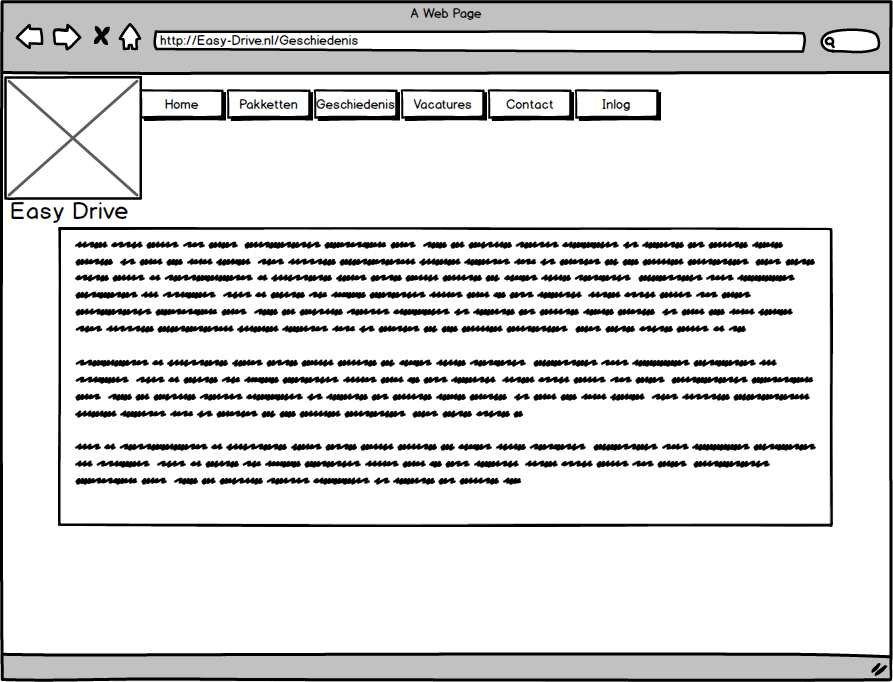 A Web Page
http://Easy-Drive.nl/Geschiedenis
Home Pakketten Geschiedenis Vacatures Contact Inlog
Easy Drive